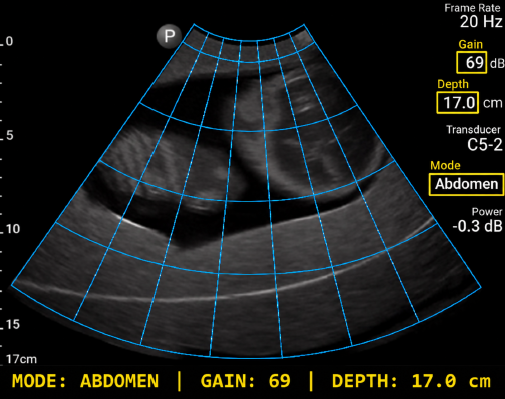 P
0
5
10
15
17cm
Frame Rate
20 Hz
Gain
69 dB
Depth
17.0 cm
Transducer
C5-2
Mode
Abdomen
Power
-0.3 dB
MODE: ABDOMEN | GAIN: 69 | DEPTH: 17.0 cm